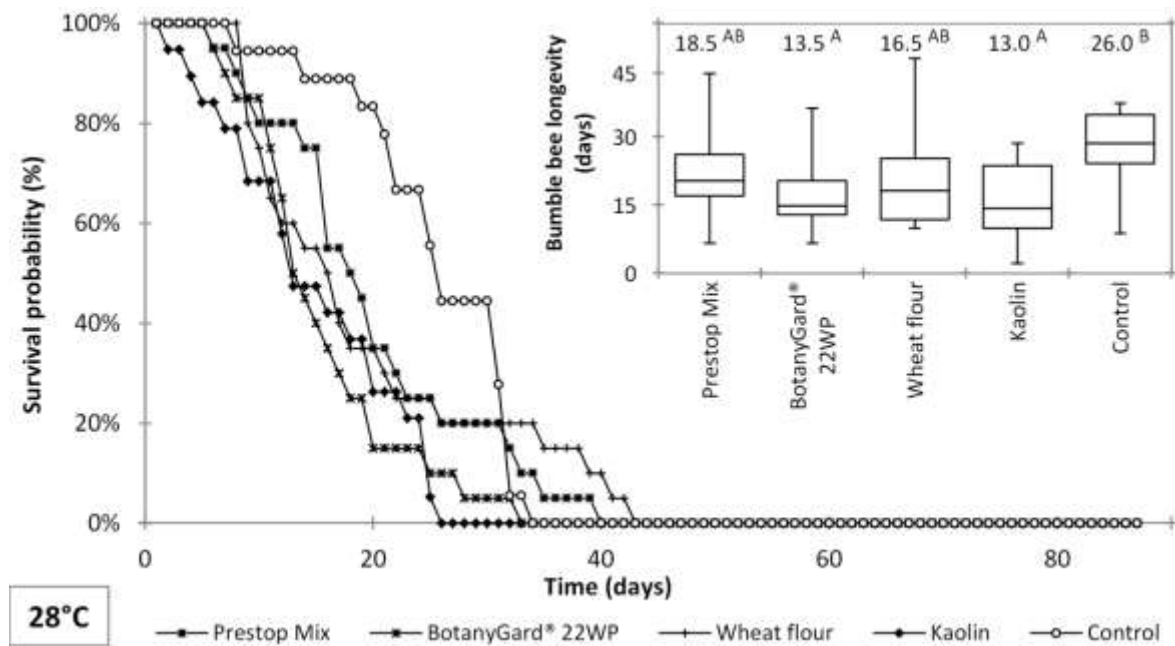 100%
80%
60%
40%
20%
0%
Survival probability (%)
0 20 40 60 80
Time (days)
18.5 AB 13.5 A 16.5 AB 13.0 A 26.0 B
45
30
15
0
Bumble bee longevity
(days)
Prestop Mix
BotanyGard®
22WP
Wheat flour
Kaolin
Control
28°C
Prestop Mix BotanyGard® 22WP Wheat flour Kaolin Control